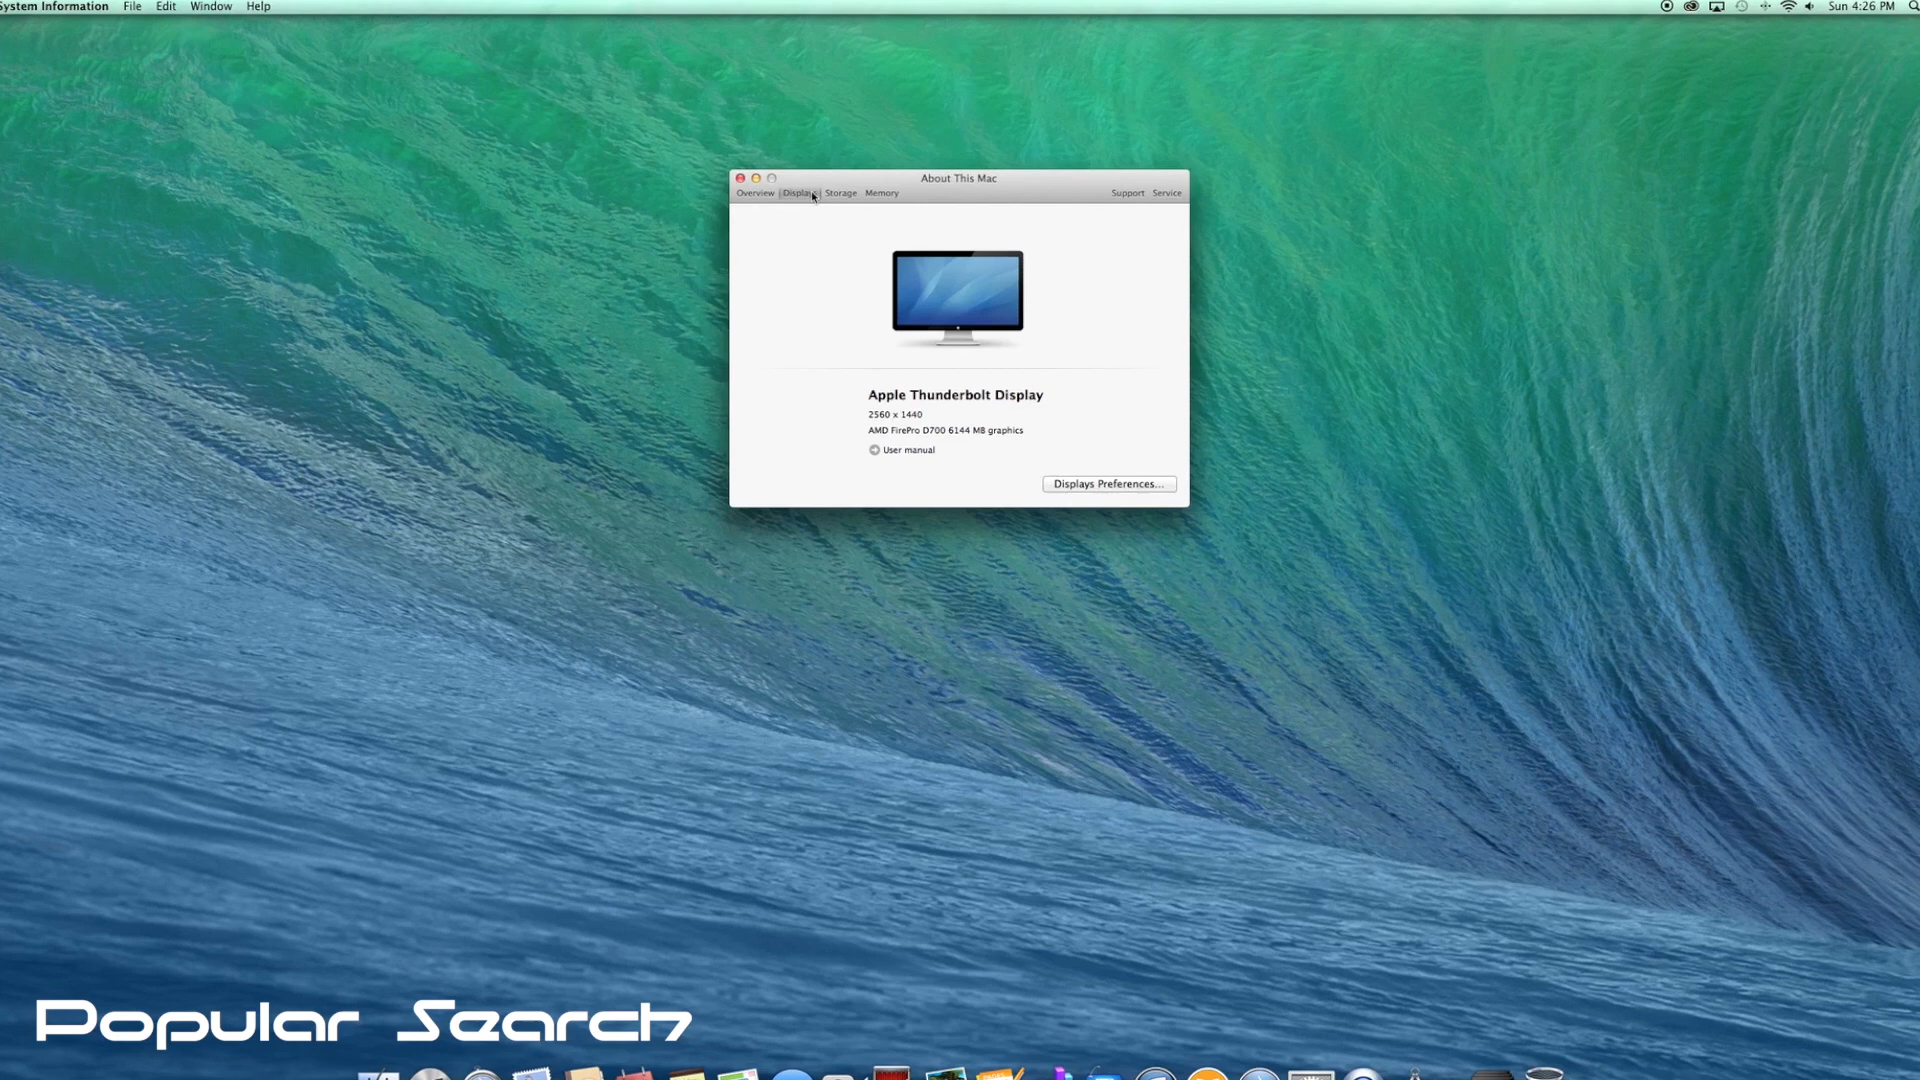 System Information File Edit Window Help Sun 4:26 PM
About This Mac
Overview Displays Storage Memory Support Service
Apple Thunderbolt Display
2560 x 1440
AMD FirePro D700 6144 MB graphics
User manual
Displays Preferences...
Popular Search